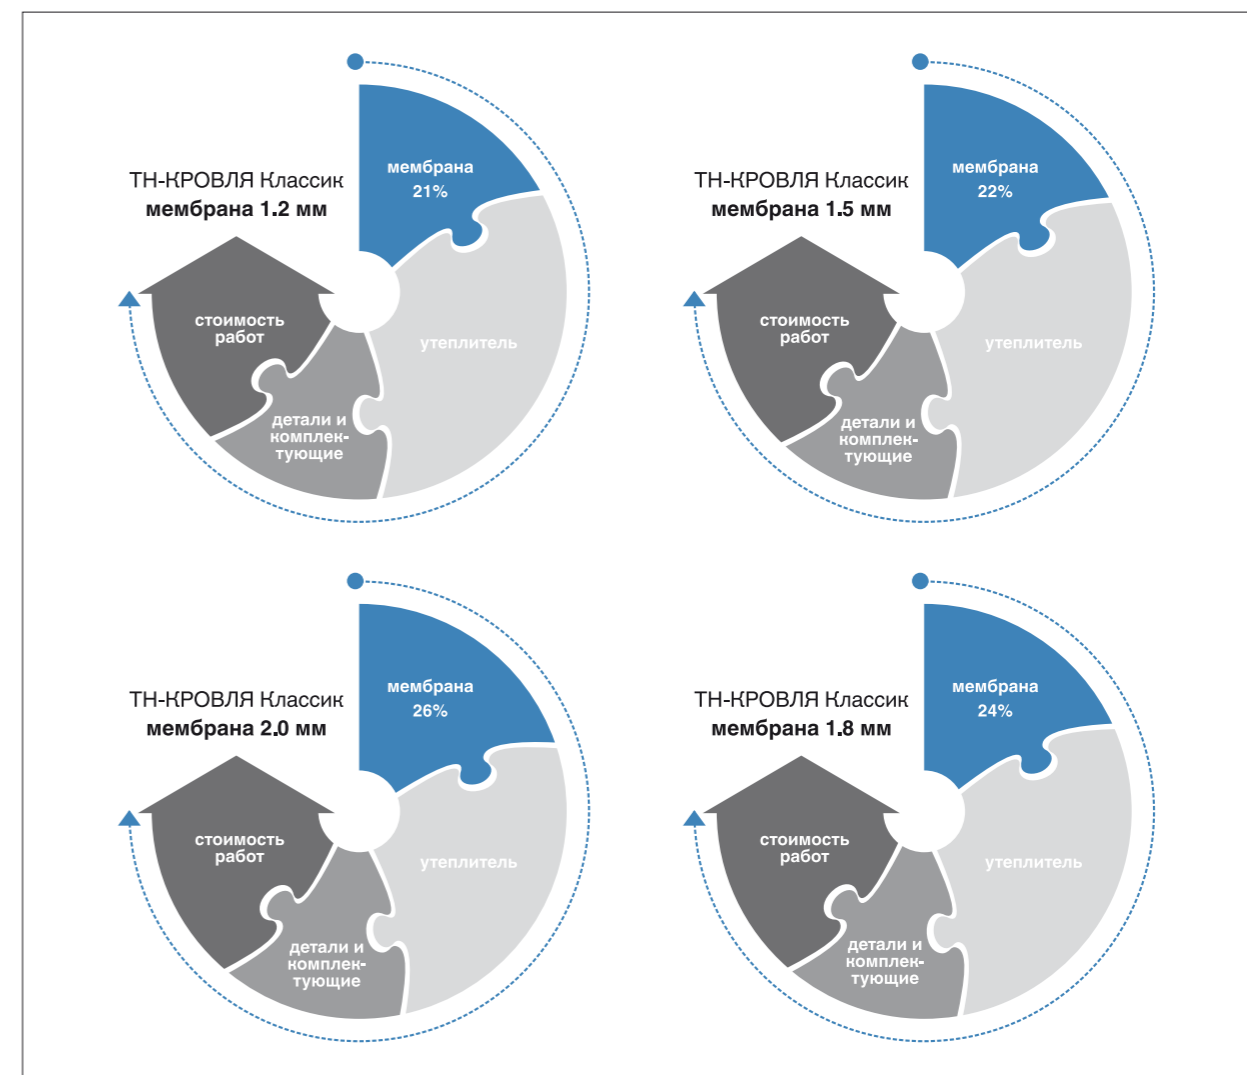 ТН-КРОВЛЯ Классик
мембрана 1.2 мм
мембрана
21%
утеплитель
детали и
комплек-
тующие
стоимость
работ
ТН-КРОВЛЯ Классик
мембрана 1.5 мм
мембрана
22%
утеплитель
детали и
комплек-
тующие
стоимость
работ
ТН-КРОВЛЯ Классик
мембрана 2.0 мм
мембрана
26%
утеплитель
детали и
комплек-
тующие
стоимость
работ
ТН-КРОВЛЯ Классик
мембрана 1.8 мм
мембрана
24%
утеплитель
детали и
комплек-
тующие
стоимость
работ